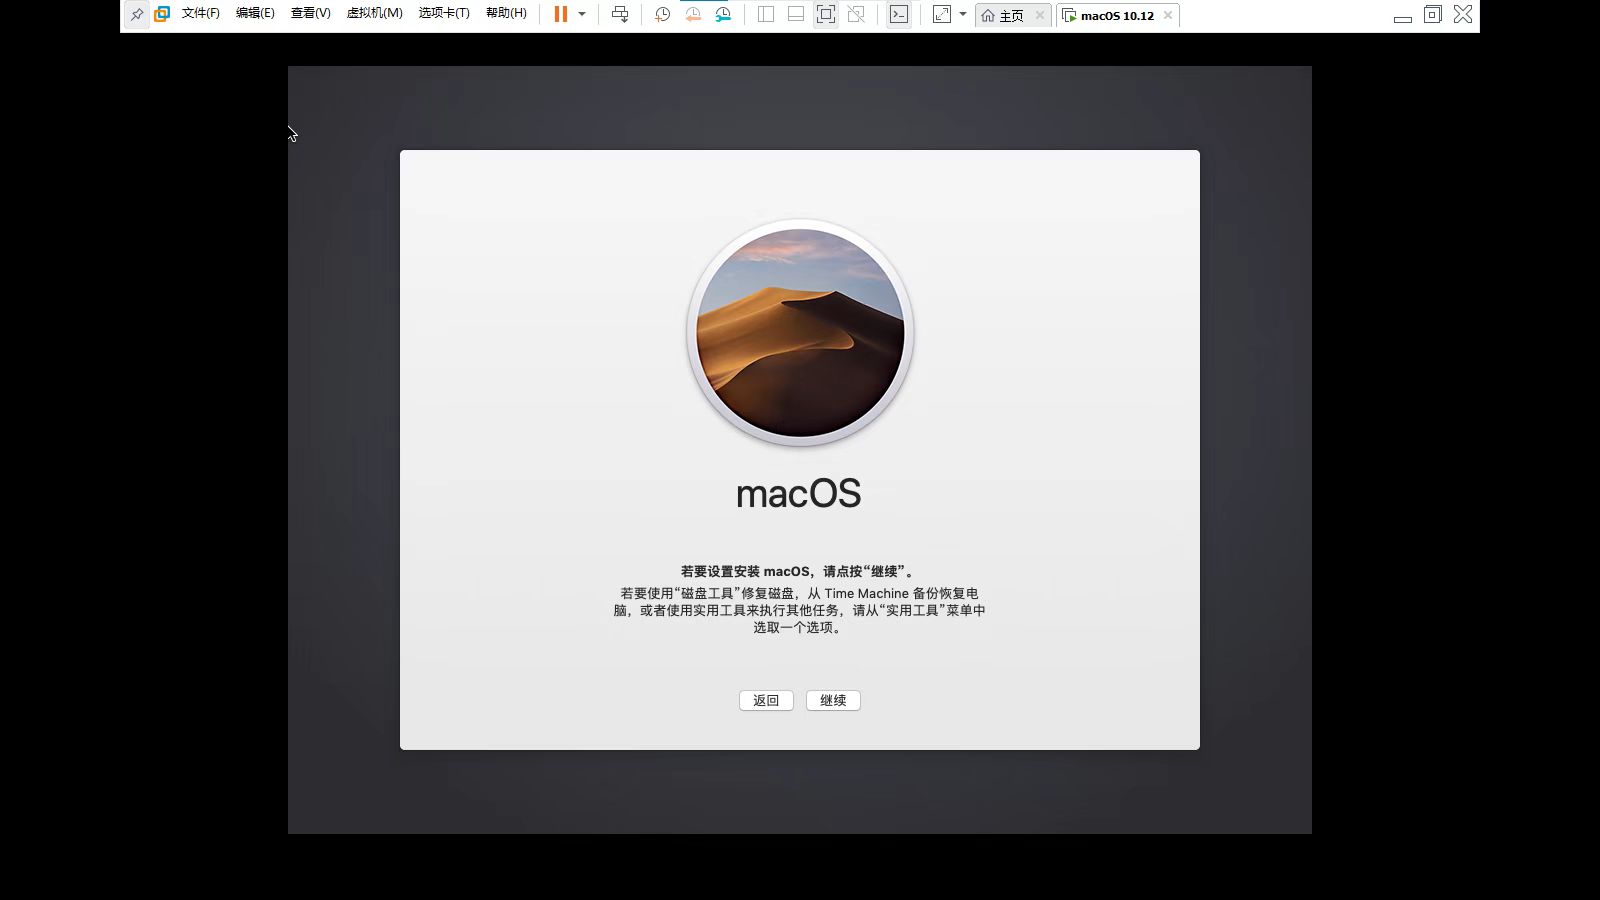 文件(F) 编辑(E) 查看(V) 虚拟机(M) 选项卡(T) 帮助(H) 主页 macOS 10.12
macOS
若要设置安装 macOS，请点按“继续”。
若要使用“磁盘工具”修复磁盘，从 Time Machine 备份恢复电
脑，或者使用实用工具来执行其他任务，请从“实用工具”菜单中
选取一个选项。
返回 继续